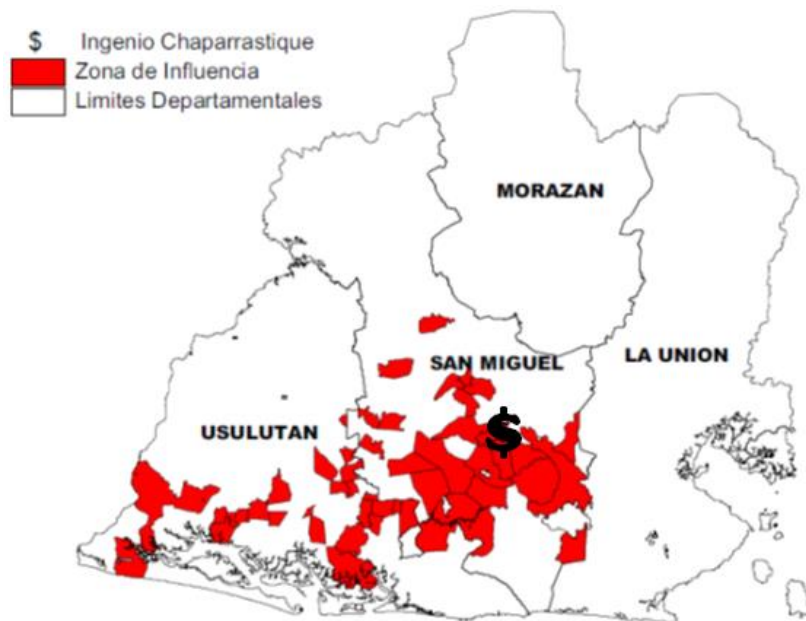 $ Ingenio Chaparrastique
Zona de Influencia
Limites Departamentales
MORAZAN
SAN MIGUEL
LA UNION
USULUTAN
$